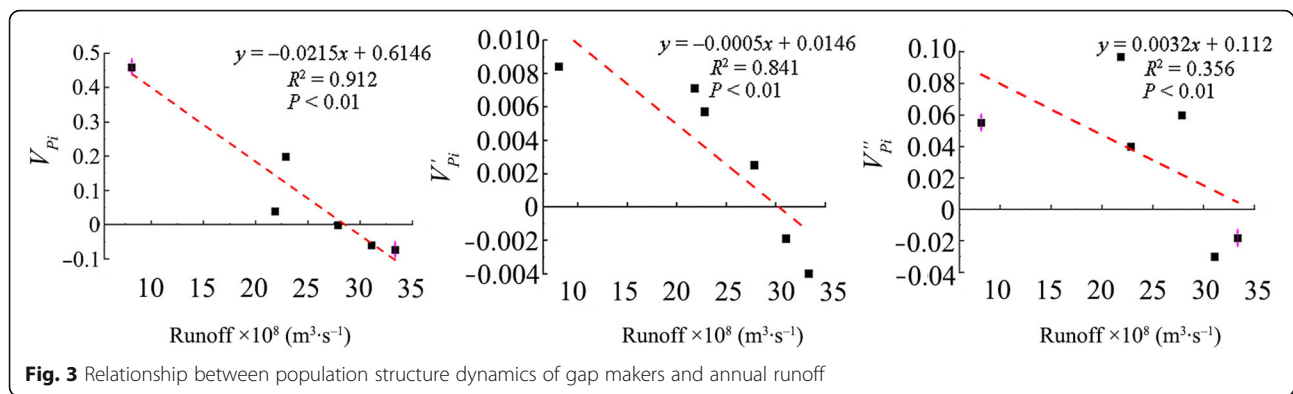 y = −0.0215x + 0.6146
R² = 0.912
P < 0.01
0.5
0.4
0.3
0.2
0.1
0
−0.1
V_Pi
10 15 20 25 30 35
Runoff ×10⁸ (m³·s⁻¹)
y = −0.0005x + 0.0146
R² = 0.841
P < 0.01
0.010
0.008
0.006
0.004
0.002
0.000
−0.002
−0.004
V′_Pi
10 15 20 25 30 35
Runoff ×10⁸ (m³·s⁻¹)
y = 0.0032x + 0.112
R² = 0.356
P < 0.01
0.10
0.08
0.06
0.04
0.02
0
−0.02
−0.04
V″_Pi
10 15 20 25 30 35
Runoff ×10⁸ (m³·s⁻¹)
Fig. 3 Relationship between population structure dynamics of gap makers and annual runoff